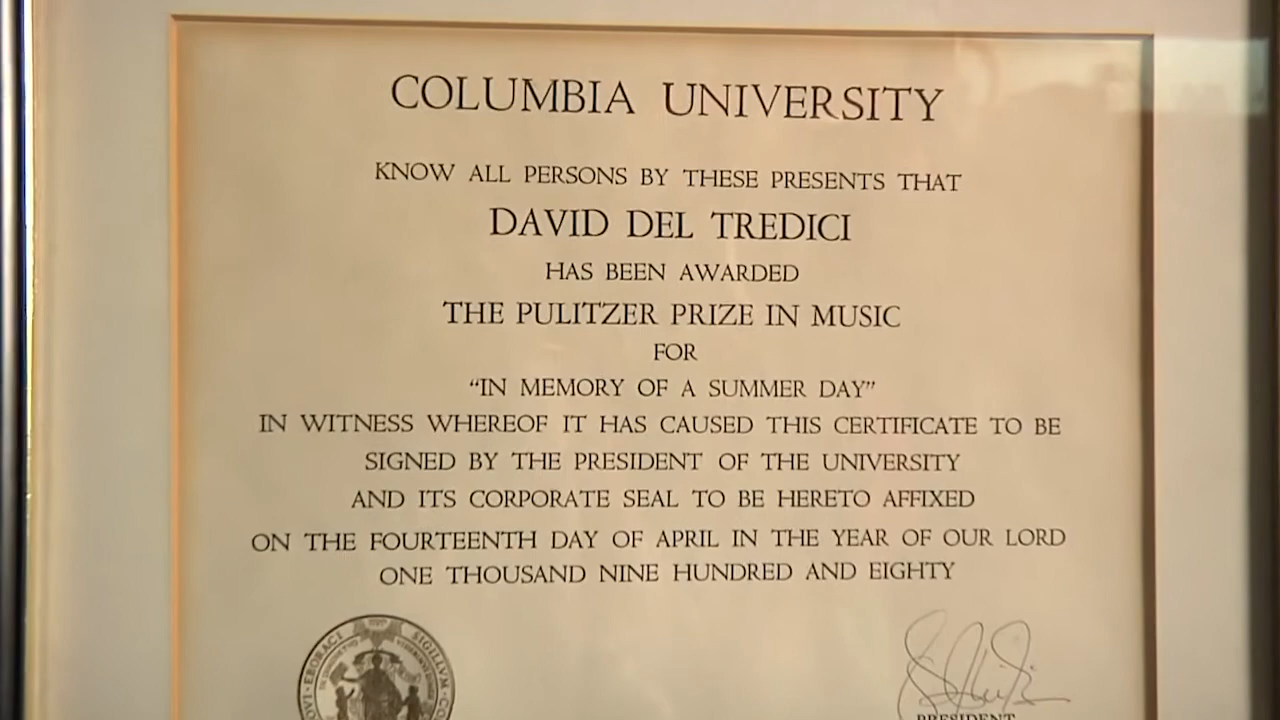 COLUMBIA UNIVERSITY
KNOW ALL PERSONS BY THESE PRESENTS THAT
DAVID DEL TREDICI
HAS BEEN AWARDED
THE PULITZER PRIZE IN MUSIC
FOR
“IN MEMORY OF A SUMMER DAY”
IN WITNESS WHEREOF IT HAS CAUSED THIS CERTIFICATE TO BE
SIGNED BY THE PRESIDENT OF THE UNIVERSITY
AND ITS CORPORATE SEAL TO BE HERETO AFFIXED
ON THE FOURTEENTH DAY OF APRIL IN THE YEAR OF OUR LORD
ONE THOUSAND NINE HUNDRED AND EIGHTY
EBORACI SIGILLVM
PRESIDENT